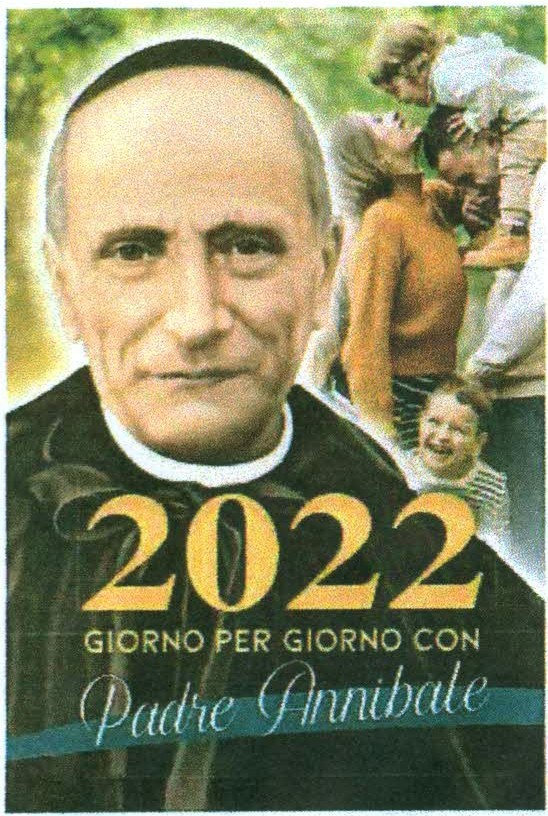 2022
GIORNO PER GIORNO CON
Padre Annibale